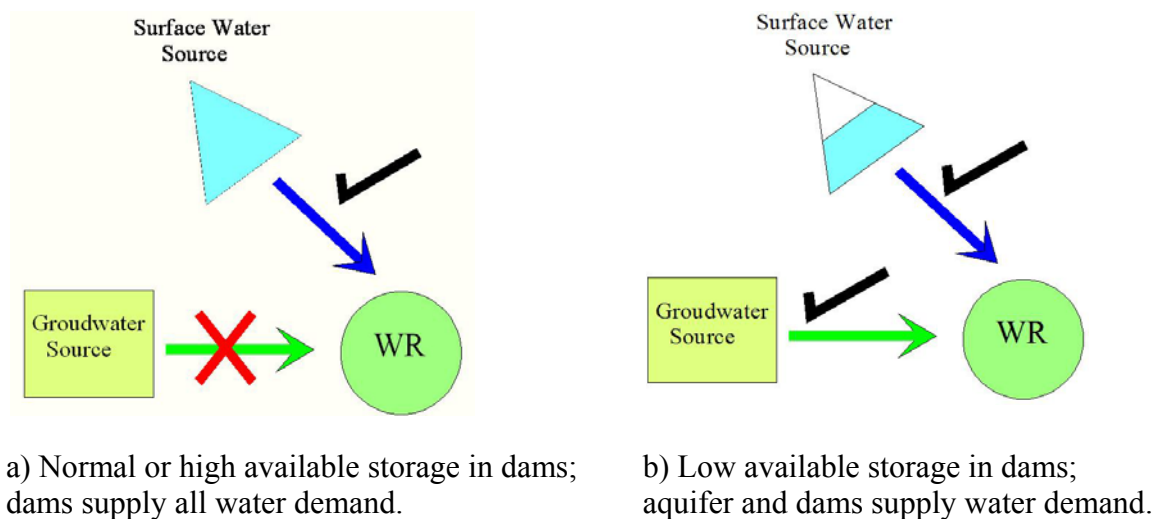 Surface Water
Source
Groudwater
Source
WR
a) Normal or high available storage in dams;
dams supply all water demand.
Surface Water
Source
Groundwater
Source
WR
b) Low available storage in dams;
aquifer and dams supply water demand.